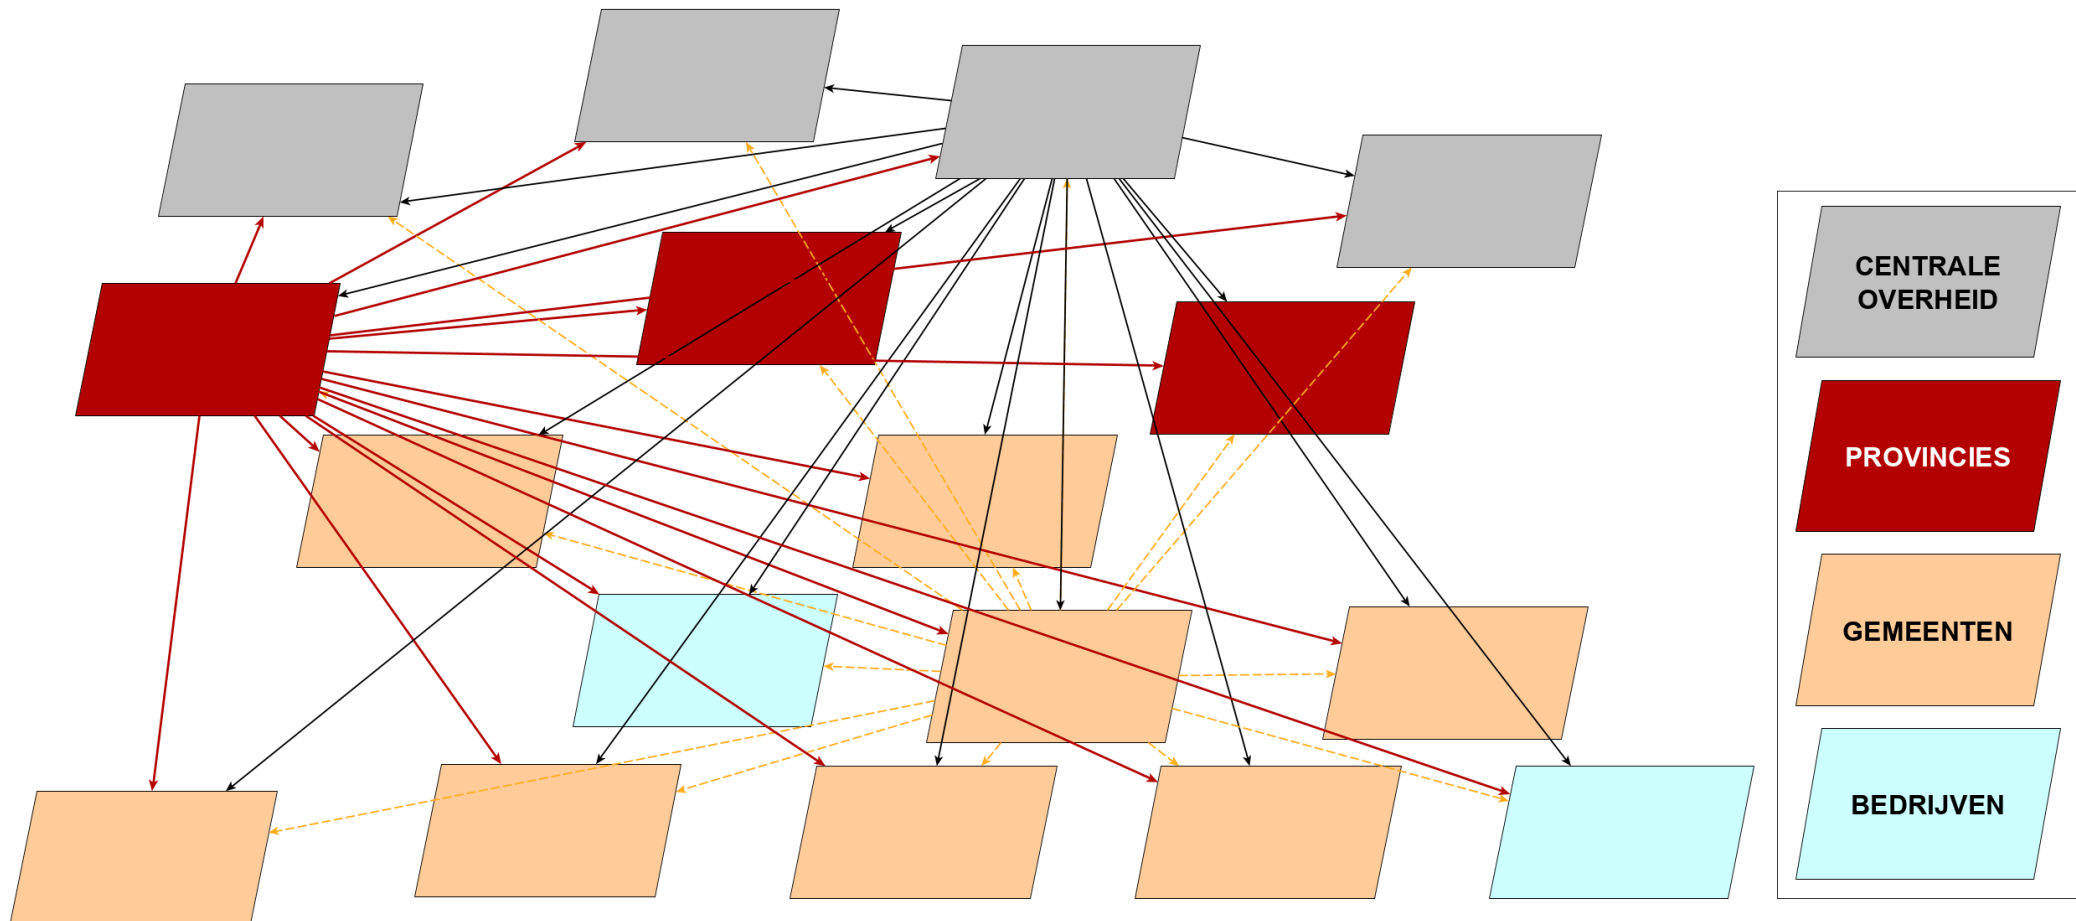 CENTRALE
OVERHEID
PROVINCIES
GEMEENTEN
BEDRIJVEN